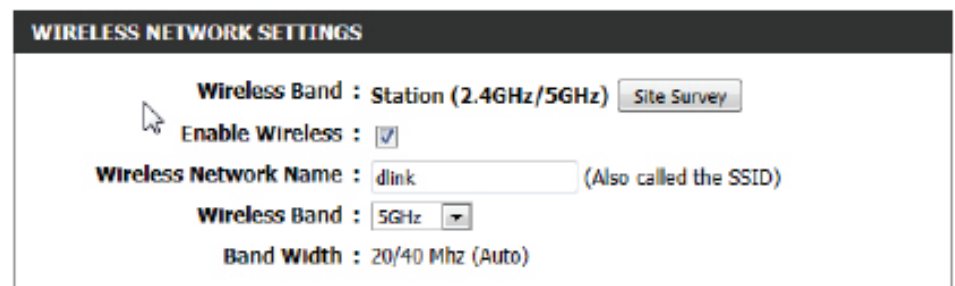 WIRELESS NETWORK SETTINGS
Wireless Band : Station (2.4GHz/5GHz) Site Survey
Enable Wireless :
Wireless Network Name : dlink (Also called the SSID)
Wireless Band : 5GHz
Band Width : 20/40 Mhz (Auto)